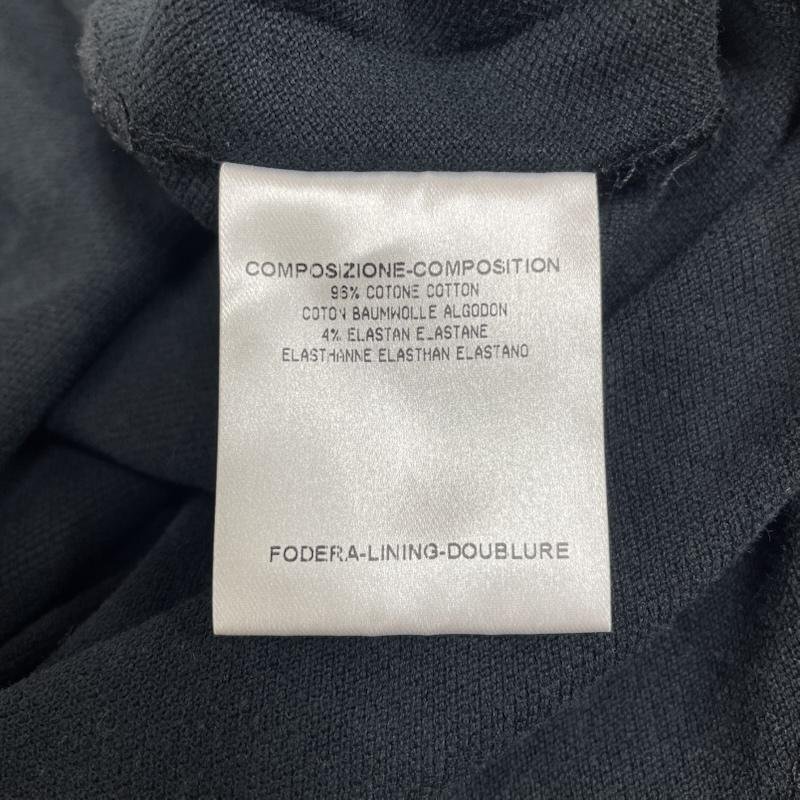 COMPOSIZIONE-COMPOSITION
96% COTONE COTTON
COTON BAUMWOLLE ALGODON
4% ELASTAN ELASTANE
ELASTHANNE ELASTHAN ELASTANO
FODERA-LINING-DOUBLURE